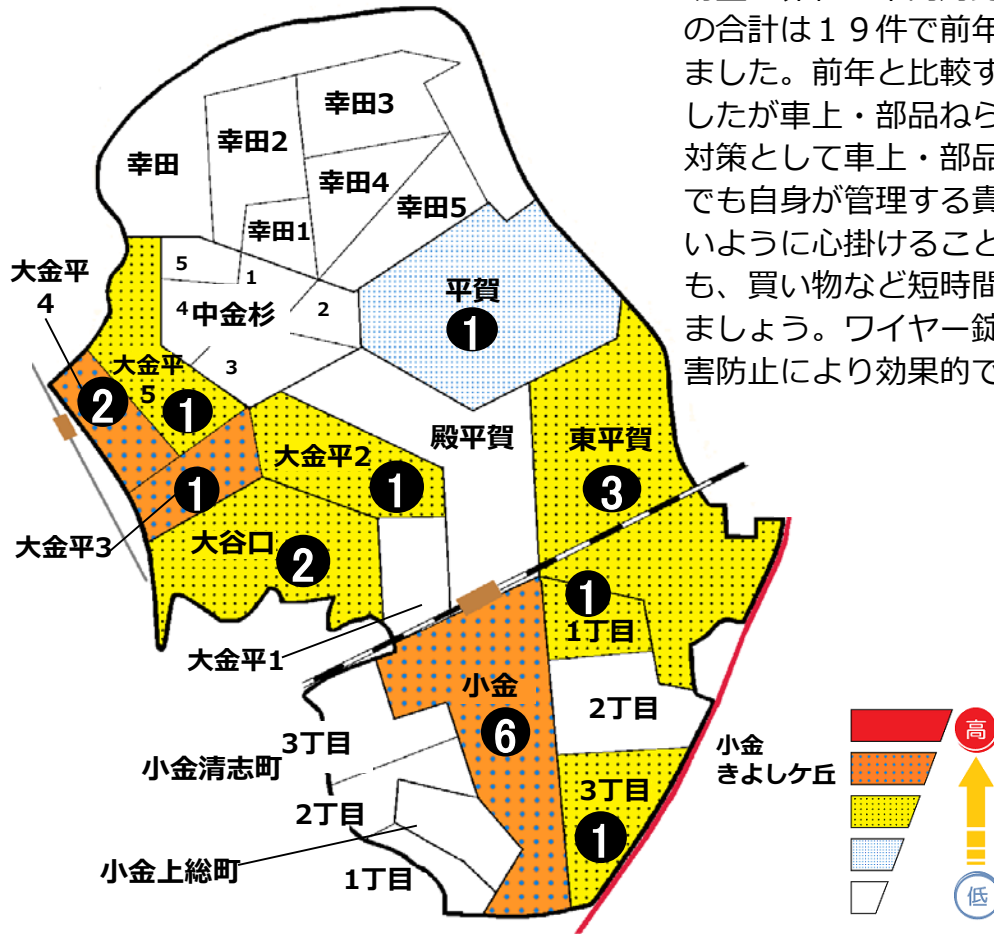 の合計は１９件で前年
ました。前年と比較す
したが車上・部品ねら
対策として車上・部品
でも自身が管理する貴
いように心掛けること
も、買い物など短時間
ましょう。ワイヤー錠
害防止により効果的で
幸田
幸田2
幸田3
幸田4
幸田5
幸田1
5
1
4
中金杉
2
3
平賀
1
大金平
4
2
大金平
5
1
大金平2
1
殿平賀
東平賀
3
1
大金平3
大谷口
2
大金平1
1
1丁目
小金
6
2丁目
3丁目
1
小金
きよしケ丘
3丁目
小金清志町
2丁目
小金上総町
1丁目
高
低